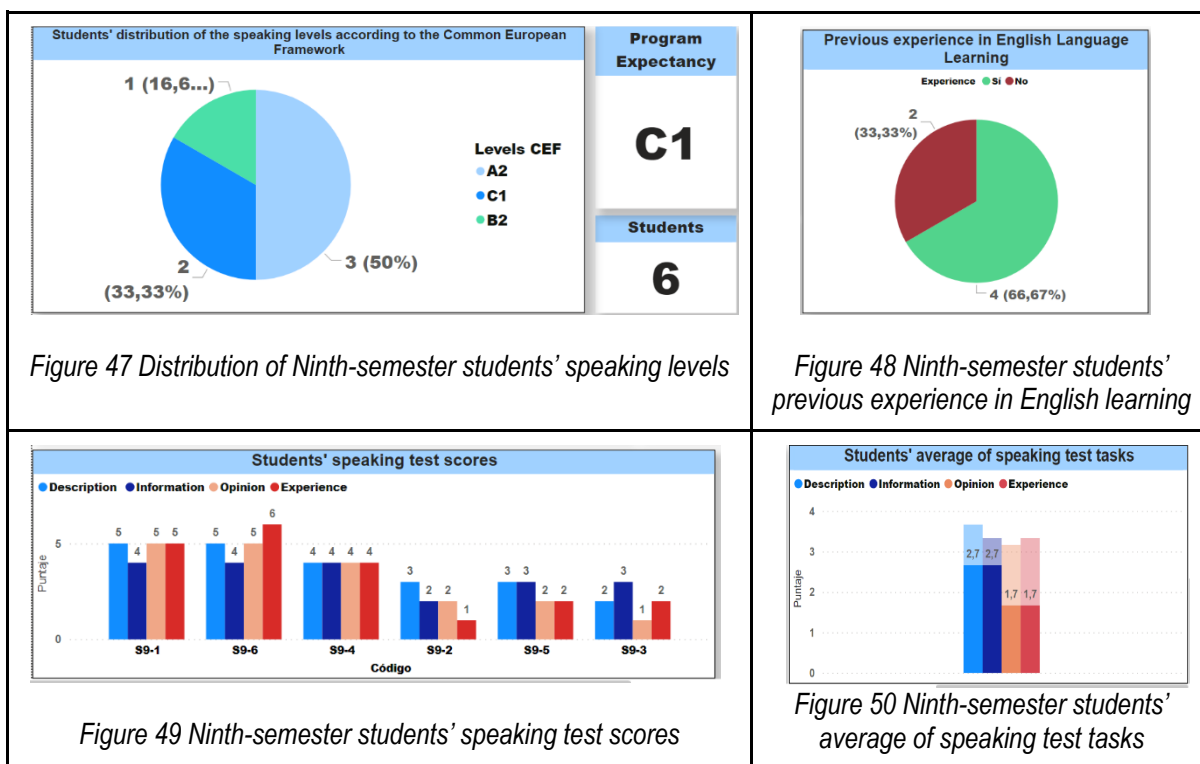 Students' distribution of the speaking levels according to the Common European
Framework
1 (16,6...)
Levels CEF
A2
C1
B2
2
(33,33%)
3 (50%)
Program
Expectancy
C1
Students
6
Figure 47 Distribution of Ninth-semester students’ speaking levels
Previous experience in English Language
Learning
Experience Sí No
2
(33,33%)
4 (66,67%)
Figure 48 Ninth-semester students’
previous experience in English learning
Students' speaking test scores
Description Information Opinion Experience
Puntaje
5
0
5 4 5 5
5 4 5 6
4 4 4 4
3 2 2 1
3 3 2 2
2 3 1 2
S9-1 S9-6 S9-4 S9-2 S9-5 S9-3
Código
Figure 49 Ninth-semester students’ speaking test scores
Students' average of speaking test tasks
Description Information Opinion Experience
Puntaje
4
3
2
1
0
2,7 2,7 1,7 1,7
Figure 50 Ninth-semester students’
average of speaking test tasks